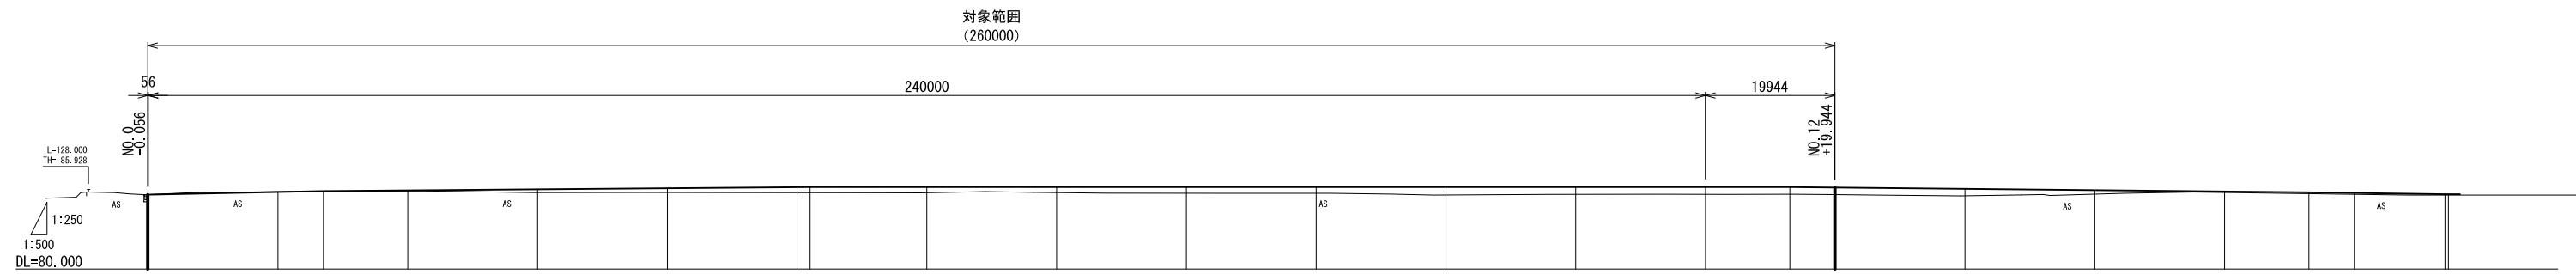 対象範囲
(260000)
56
240000
19944
NO.0
-0.056
NO.12
+19.944
L=128.000
TH= 85.928
AS
AS
AS
AS
AS
AS
1:250
1:500
DL=80.000